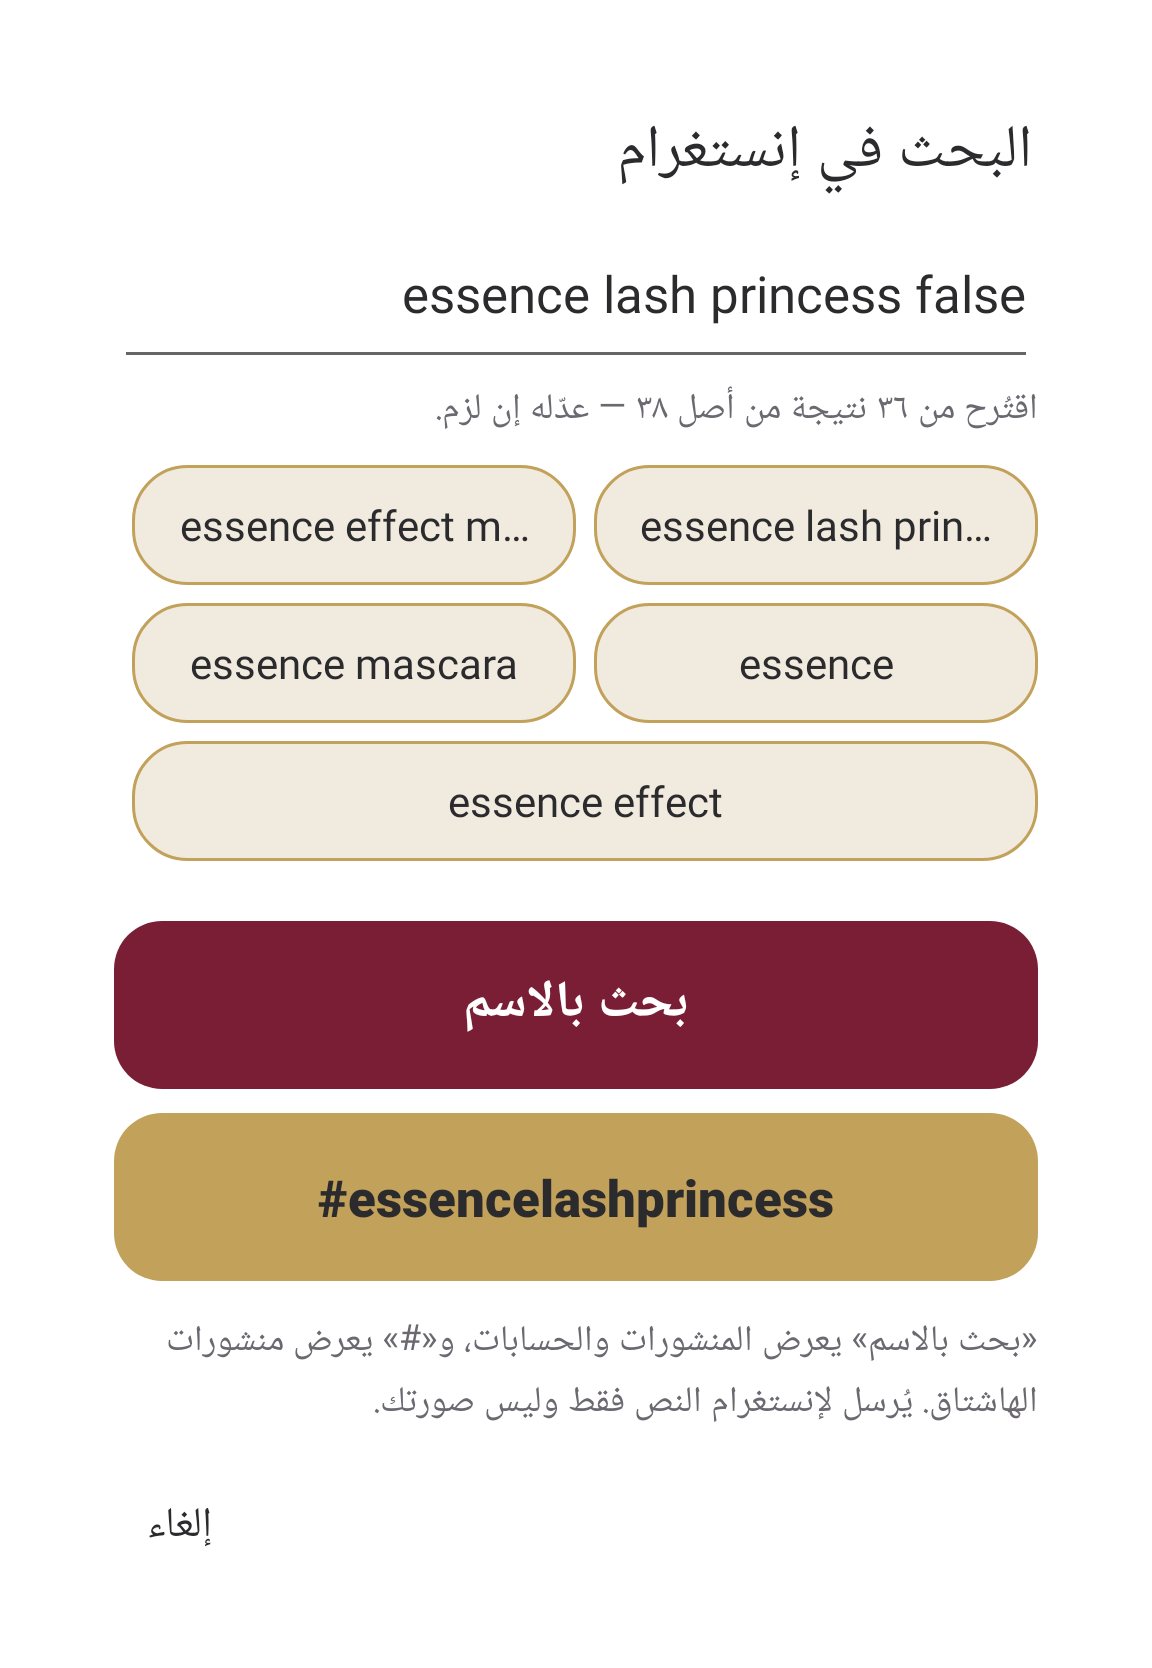 البحث في إنستغرام
essence lash princess false
اقتُرح من ٣٦ نتيجة من أصل ٣٨ — عدّله إن لزم.
essence lash prin…
essence effect m…
essence
essence mascara
essence effect
بحث بالاسم
#essencelashprincess
«بحث بالاسم» يعرض المنشورات والحسابات، و«#» يعرض منشورات
الهاشتاق. يُرسل لإنستغرام النص فقط وليس صورتك.
إلغاء